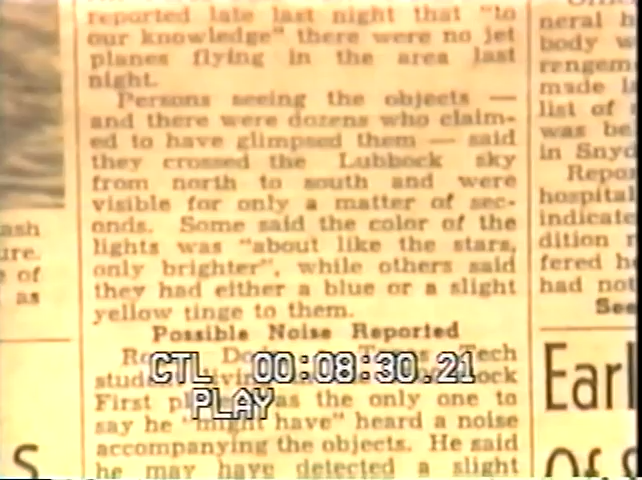 reported late last night that "to
our knowledge" there were no jet
planes flying in the area last
night.
Persons seeing the objects —
and there were dozens who claim-
ed to have glimpsed them — said
they crossed the Lubbock sky
from north to south and were
visible for only a matter of sec-
onds. Some said the color of the
lights was "about like the stars,
only brighter", while others said
they had either a blue or a slight
yellow tinge to them.
Possible Noise Reported
Tech
stud
First as the only one to
say he "might have" heard a noise
accompanying the objects. He said
he may have detected a slight
CTL 00:08:30.21
PLAY
ash
ure.
of
as
S
neral h
body w
rengem
made
list of
was be
in Snyd
Repor
hospital
indicate
dition
fered h
had not
See
Earl
Of S